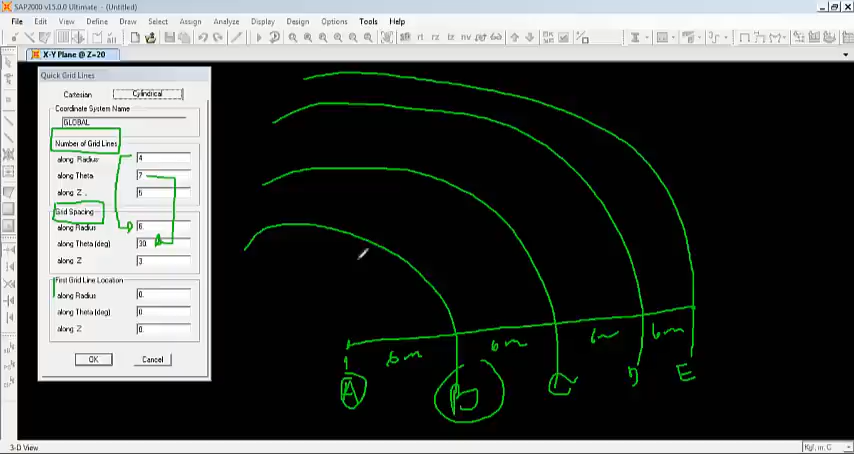 SAP2000 v15.0.0 Ultimate - (Untitled)
File Edit View Define Draw Select Assign Analyze Display Design Options Tools Help
rt rz
X-Y Plane @ Z=20
Quick Grid Lines
Cartesian Cylindrical
Coordinate System Name
GLOBAL
Number of Grid Lines
along Radius 4
along Theta 7
along Z. 5
Grid Spacing
along Radius 6.
along Theta (deg) 30.
along Z 3.
First Grid Line Location
along Radius 0.
along Theta (deg) 0
along Z 0.
OK Cancel
6m 6m 6m 6m
A B C D E
3-D View
Kgf, m, C